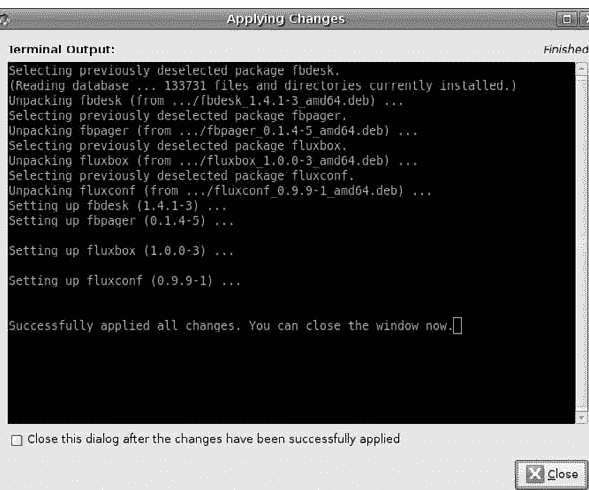 Applying Changes
Terminal Output:
Finished
Selecting previously deselected package fbdesk.
(Reading database ... 133731 files and directories currently installed.)
Unpacking fbdesk (from .../fbdesk_1.4.1-3_amd64.deb) ...
Selecting previously deselected package fbpager.
Unpacking fbpager (from .../fbpager_0.1.4-5_amd64.deb) ...
Selecting previously deselected package fluxbox.
Unpacking fluxbox (from .../fluxbox_1.0.0-3_amd64.deb) ...
Selecting previously deselected package fluxconf.
Unpacking fluxconf (from .../fluxconf_0.9.9-1_amd64.deb) ...
Setting up fbdesk (1.4.1-3) ...
Setting up fbpager (0.1.4-5) ...
Setting up fluxbox (1.0.0-3) ...
Setting up fluxconf (0.9.9-1) ...
Successfully applied all changes. You can close the window now.
Close this dialog after the changes have been successfully applied
Close